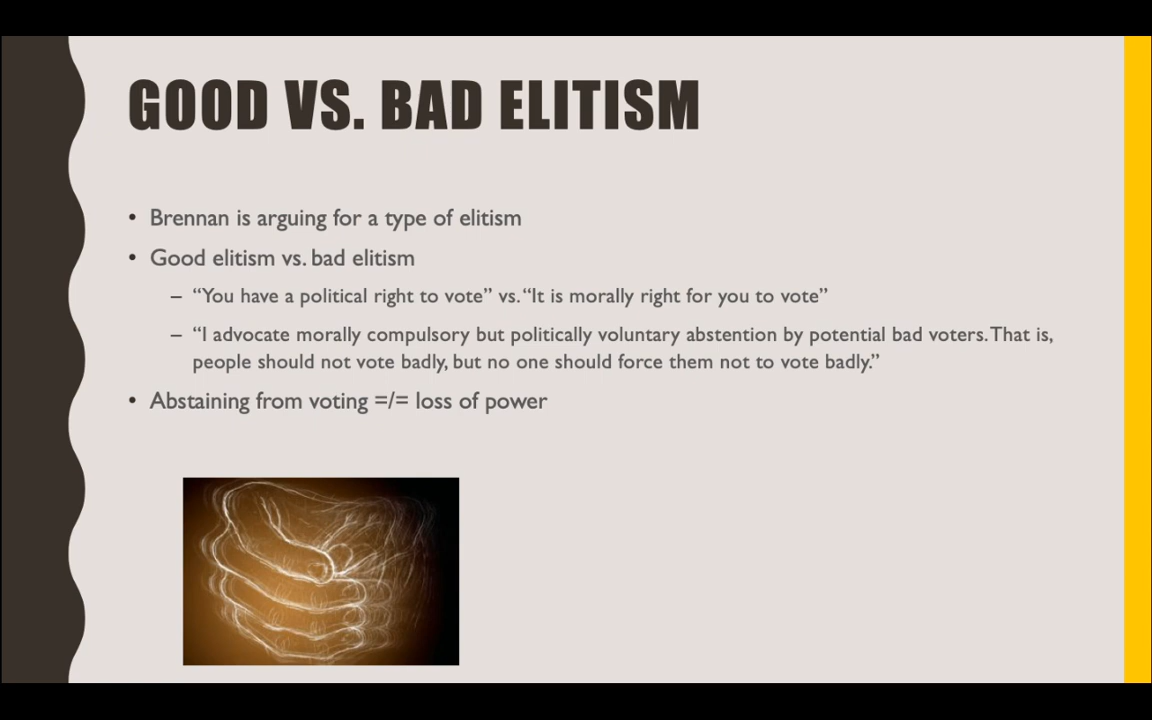 GOOD VS. BAD ELITISM
• Brennan is arguing for a type of elitism
• Good elitism vs. bad elitism
– “You have a political right to vote” vs. “It is morally right for you to vote”
– “I advocate morally compulsory but politically voluntary abstention by potential bad voters. That is,
people should not vote badly, but no one should force them not to vote badly.”
• Abstaining from voting =/= loss of power